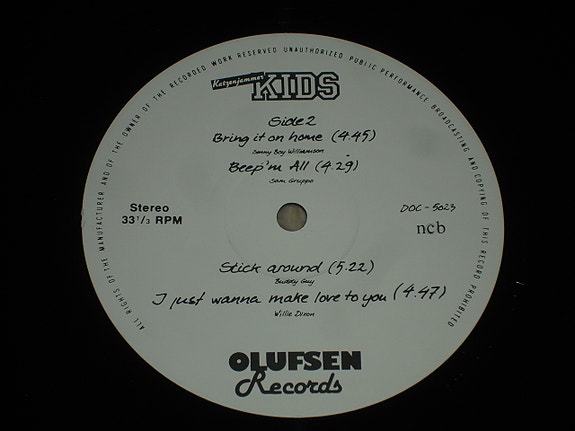 ALL RIGHTS OF THE MANUFACTURER AND OF THE OWNER OF THE RECORDED WORK RESERVED UNAUTHORIZED PUBLIC PERFORMANCE BROADCASTING AND COPYING OF THIS RECORD PROHIBITED
Katzenjammer
KIDS
Side 2
Bring it on home (4.45)
Sonny Boy Williamson
Beep'm All (4.29)
Sam Gruppo
Stereo
33 1/3 RPM
DOC-5023
ncb
Stick around (5.22)
Buddy Guy
I just wanna make love to you (4.47)
Willie Dixon
OLUFSEN
Records